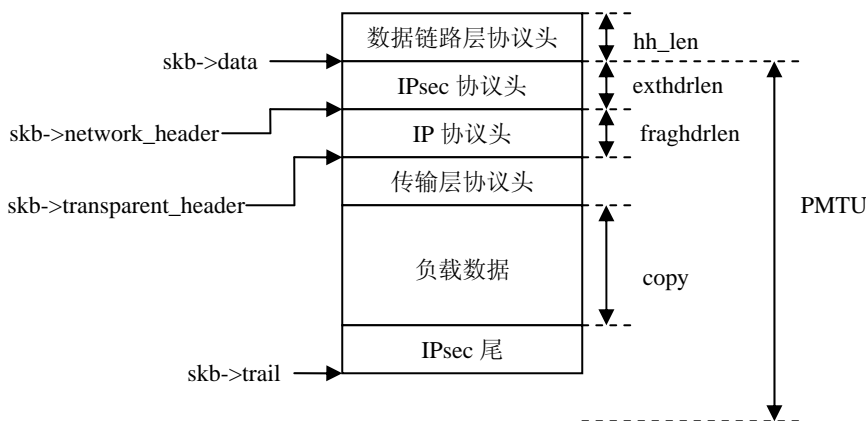 数据链路层协议头
hh_len
skb->data
IPsec 协议头
exthdrlen
skb->network_header
IP 协议头
fraghdrlen
传输层协议头
skb->transparent_header
PMTU
负载数据
copy
IPsec 尾
skb->trail